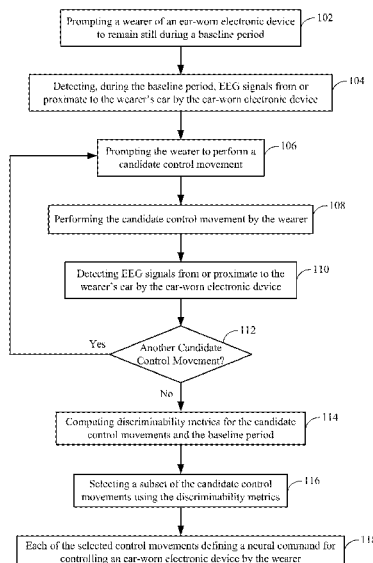 Prompting a wearer of an ear-worn electronic device
to remain still during a baseline period
102
Detecting, during the baseline period, EEG signals from or
proximate to the wearer's ear by the ear-worn electronic device
104
Prompting the wearer to perform a
candidate control movement
106
Performing the candidate control movement by the wearer
108
Detecting EEG signals from or proximate to the
wearer's ear by the ear-worn electronic device
110
Another Candidate
Control Movement?
112
Yes
No
Computing discriminability metrics for the candidate
control movements and the baseline period
114
Selecting a subset of the candidate control
movements using the discriminability metrics
116
Each of the selected control movements defining a neural command for
controlling an ear-worn electronic device by the wearer
118